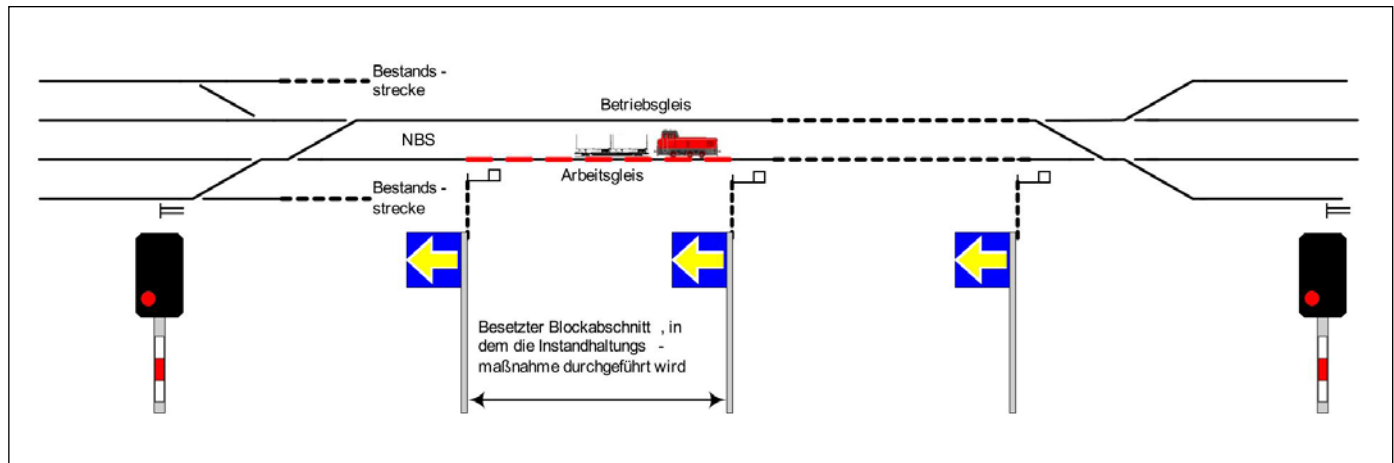 Bestands -
strecke
Betriebsgleis
NBS
Arbeitsgleis
Bestands -
strecke
Besetzter Blockabschnitt , in
dem die Instandhaltungs -
maßnahme durchgeführt wird